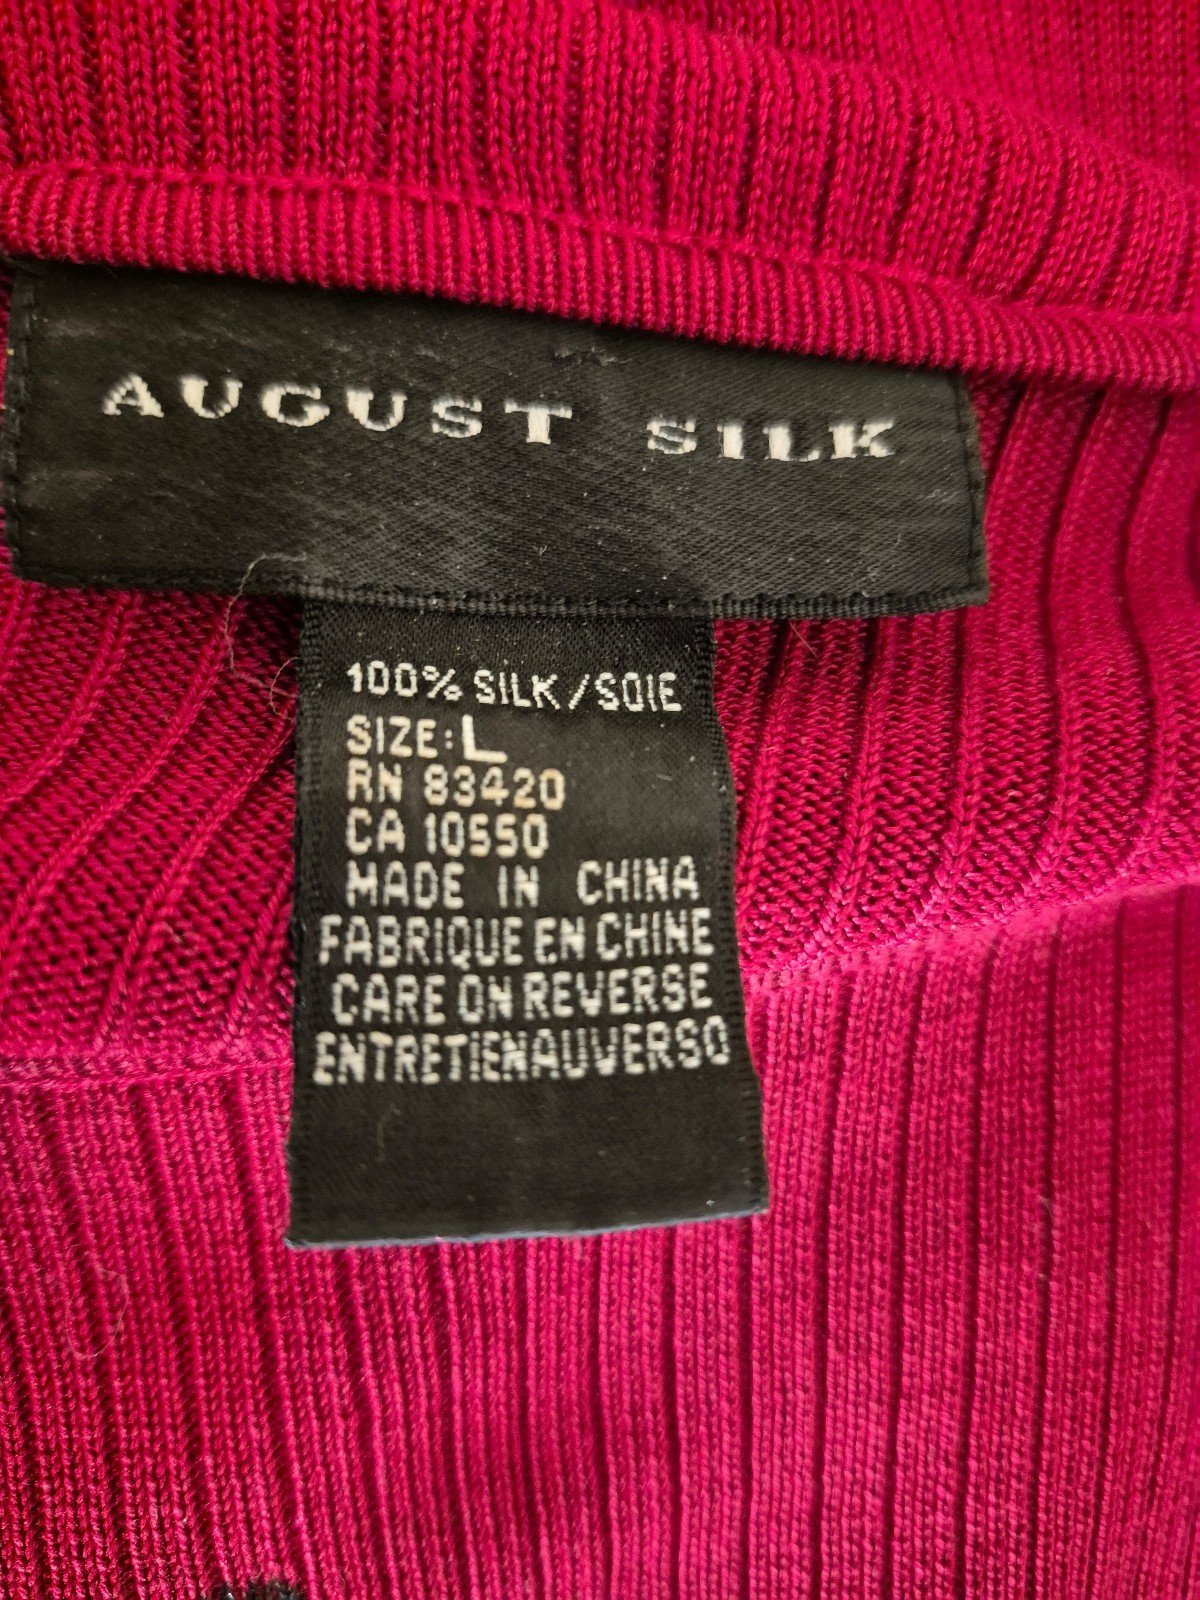 AUGUST SILK
100% SILK/SOIE
SIZE: L
RN 83420
CA 10550
MADE IN CHINA
FABRIQUE EN CHINE
CARE ON REVERSE
ENTRETIENAUVERSO